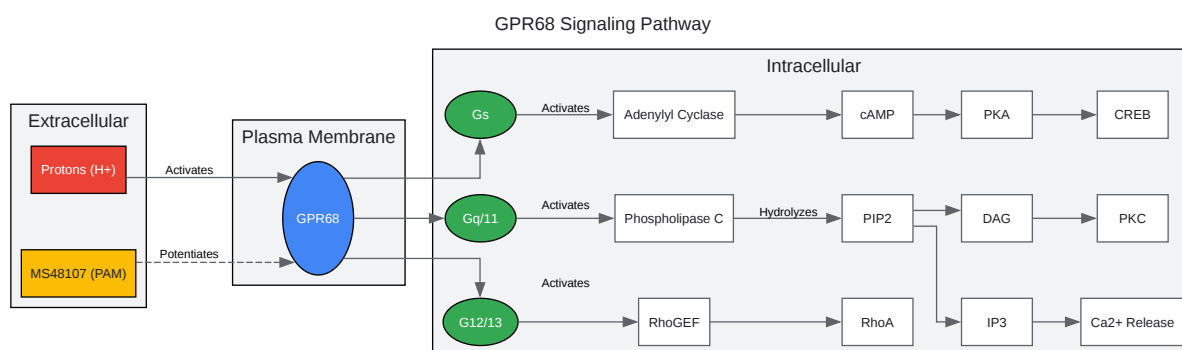 GPR68 Signaling Pathway
Extracellular
Protons (H+)
MS48107 (PAM)
Activates
Potentiates
Plasma Membrane
GPR68
Intracellular
Gs
Activates
Adenylyl Cyclase
cAMP
PKA
CREB
Gq/11
Activates
Phospholipase C
Hydrolyzes
PIP2
DAG
PKC
G12/13
Activates
RhoGEF
RhoA
IP3
Ca2+ Release